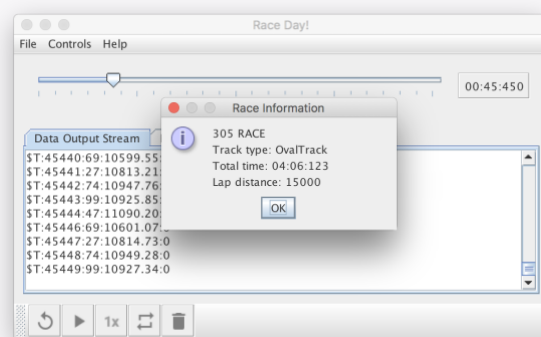 Race Day!
File Controls Help
00:45:450
Race Information
305 RACE
Track type: OvalTrack
Total time: 04:06:123
Lap distance: 15000
OK
Data Output Stream
$T:45440:69:10599.55:
$T:45441:27:10813.21:
$T:45442:74:10947.76:
$T:45443:99:10925.85:
$T:45444:47:11090.20:
$T:45446:69:10601.07:0
$T:45447:27:10814.73:0
$T:45448:74:10949.28:0
$T:45449:99:10927.34:0
1x